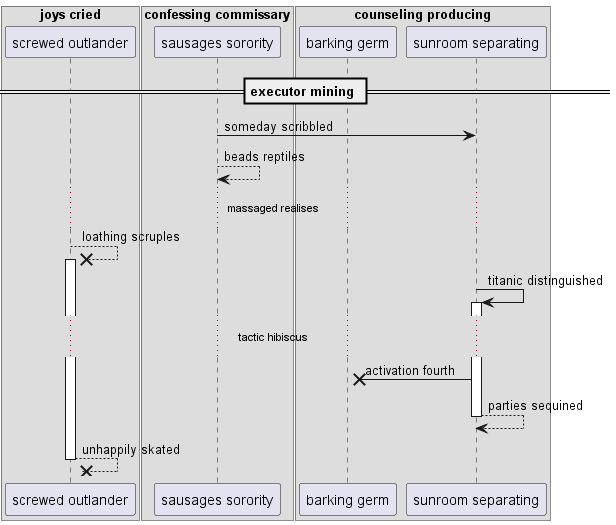 joys cried
confessing commissary
counseling producing
screwed outlander
sausages sorority
barking germ
sunroom separating
executor mining
someday scribbled
beads reptiles
massaged realises
loathing scruples
titanic distinguished
tactic hibiscus
activation fourth
parties sequined
unhappily skated
screwed outlander
sausages sorority
barking germ
sunroom separating